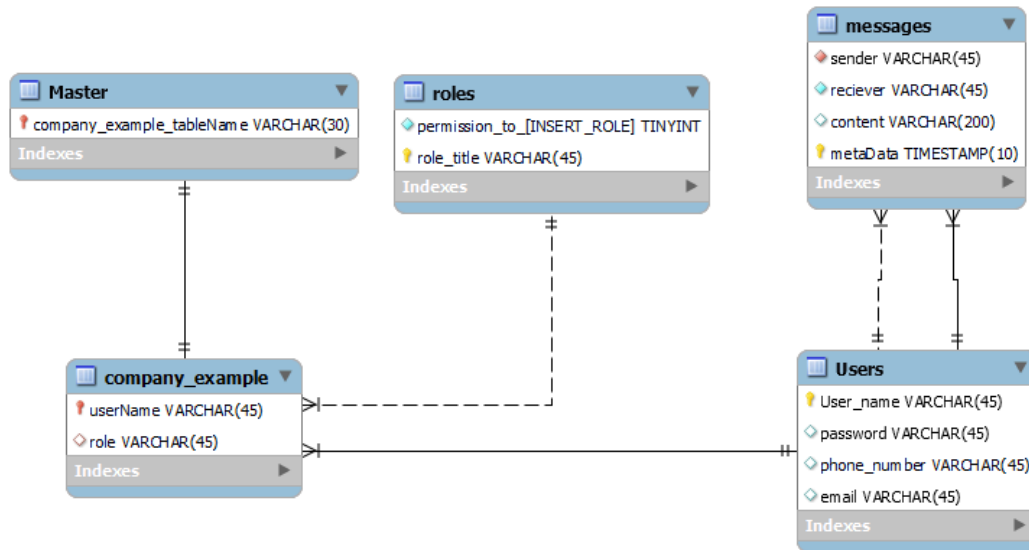 Master
company_example_tableName VARCHAR(30)
Indexes
roles
permission_to_[INSERT_ROLE] TINYINT
role_title VARCHAR(45)
Indexes
messages
sender VARCHAR(45)
reciever VARCHAR(45)
content VARCHAR(200)
metaData TIMESTAMP(10)
Indexes
company_example
userName VARCHAR(45)
role VARCHAR(45)
Indexes
Users
User_name VARCHAR(45)
password VARCHAR(45)
phone_number VARCHAR(45)
email VARCHAR(45)
Indexes